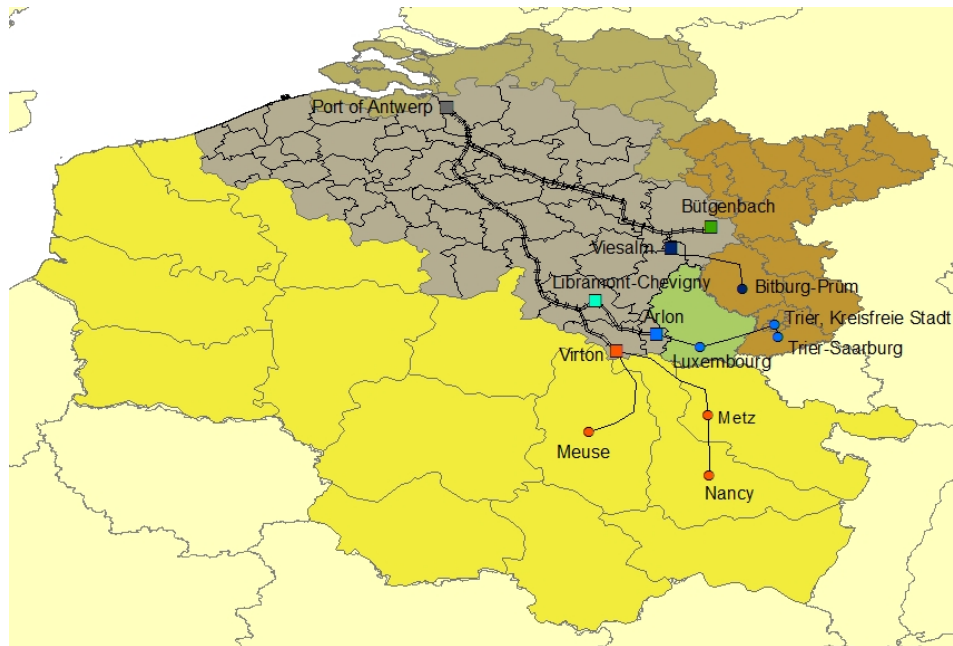 Port of Antwerp
Bütgenbach
Viesalm
Libramont-Chevigny
Bitburg-Prüm
Arlon
Trier, Kreisfreie Stadt
Virton
Luxembourg
Trier-Saarburg
Metz
Meuse
Nancy